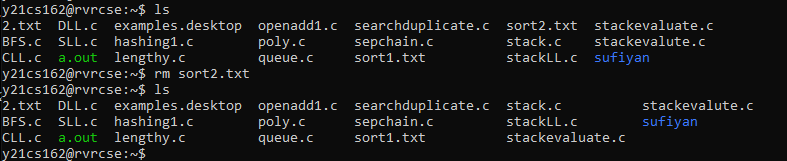 y21cs162@rvrcse:~$ ls
2.txt  DLL.c  examples.desktop  openadd1.c  searchduplicate.c  sort2.txt  stackevaluate.c
BFS.c  SLL.c  hashing1.c        poly.c      sepchain.c         stack.c    stackevalute.c
CLL.c  a.out  lengthy.c         queue.c     sort1.txt          stackLL.c  sufiyan
y21cs162@rvrcse:~$ rm sort2.txt
y21cs162@rvrcse:~$ ls
2.txt  DLL.c  examples.desktop  openadd1.c  searchduplicate.c  stack.c          stackevalute.c
BFS.c  SLL.c  hashing1.c        poly.c      sepchain.c         stackLL.c        sufiyan
CLL.c  a.out  lengthy.c         queue.c     sort1.txt          stackevaluate.c
y21cs162@rvrcse:~$